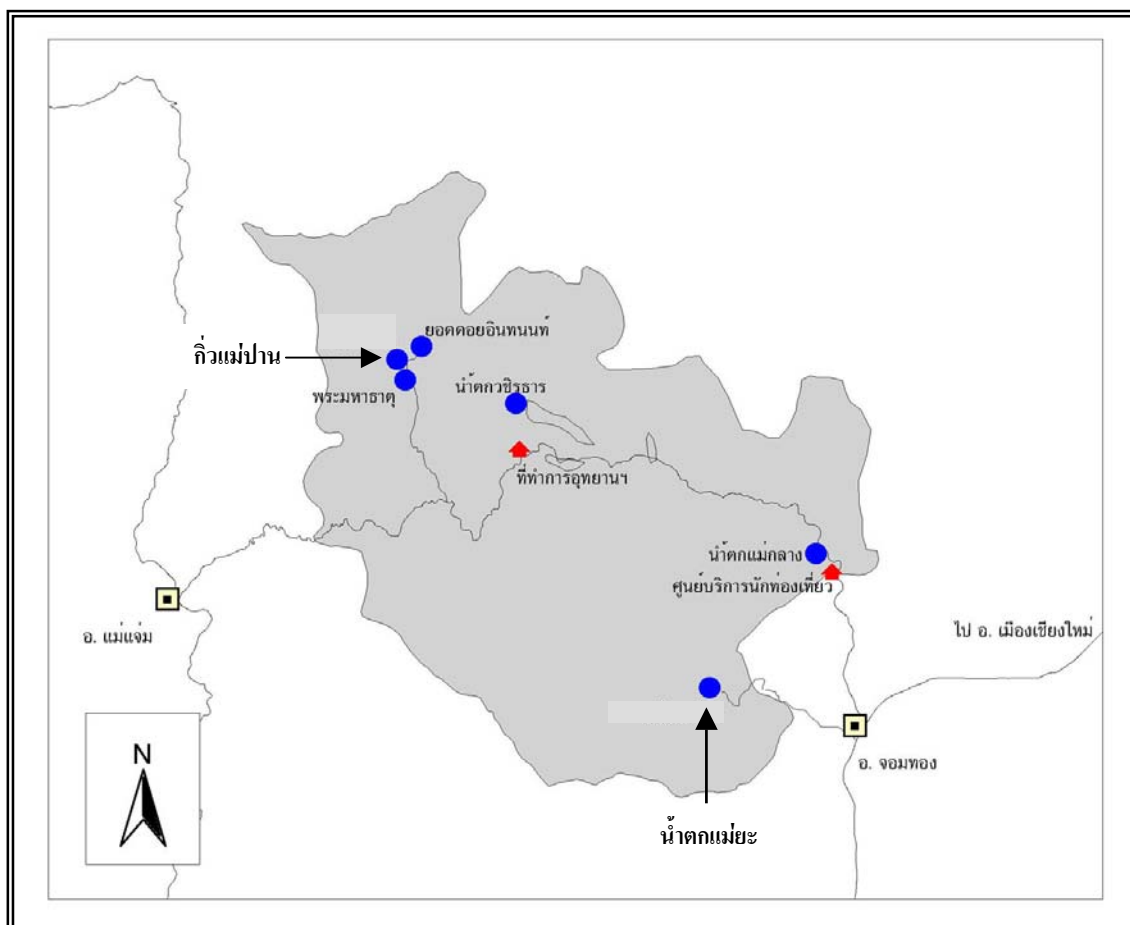 ยอดดอยอินทนนท์
กิ่วแม่ปาน
พระมหาธาตุ
น้ำตกวชิรธาร
ที่ทำการอุทยานฯ
น้ำตกแม่กลาง
ศูนย์บริการนักท่องเที่ยว
อ. แม่แจ่ม
ไป อ. เมืองเชียงใหม่
N
อ. จอมทอง
น้ำตกแม่ยะ